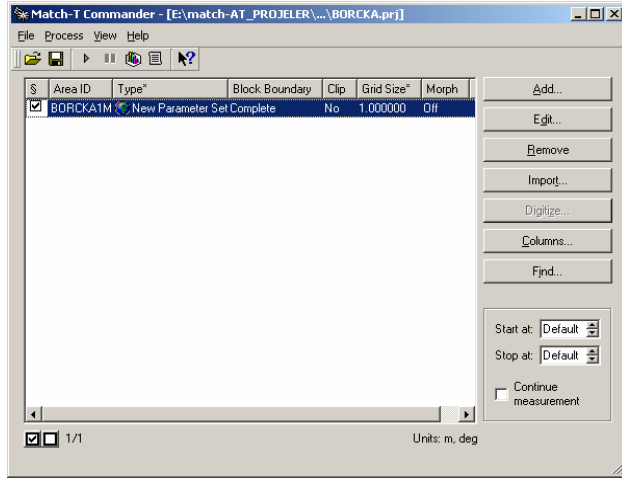 Match-T Commander - [E:\match-AT_PROJELER\...\BORCKA.prj]
File Process View Help
§ Area ID Type* Block Boundary Clip Grid Size* Morph
BORCKA1M New Parameter Set Complete No 1.000000 Off
Add...
Edit...
Remove
Import...
Digitize...
Columns...
Find...
Start at: Default
Stop at: Default
Continue
measurement
1/1 Units: m, deg